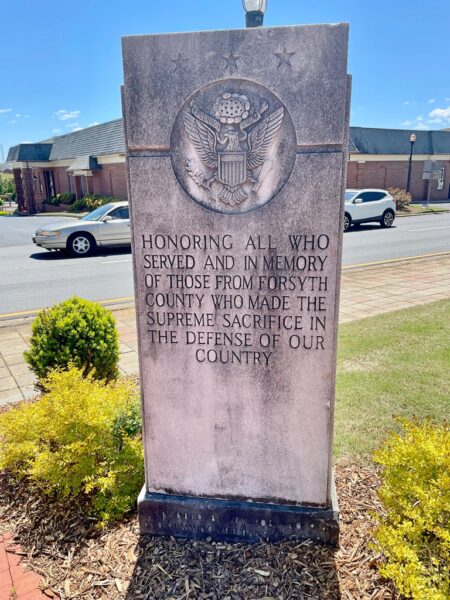 HONORING ALL WHO
SERVED AND IN MEMORY
OF THOSE FROM FORSYTH
COUNTY WHO MADE THE
SUPREME SACRIFICE IN
THE DEFENSE OF OUR
COUNTRY